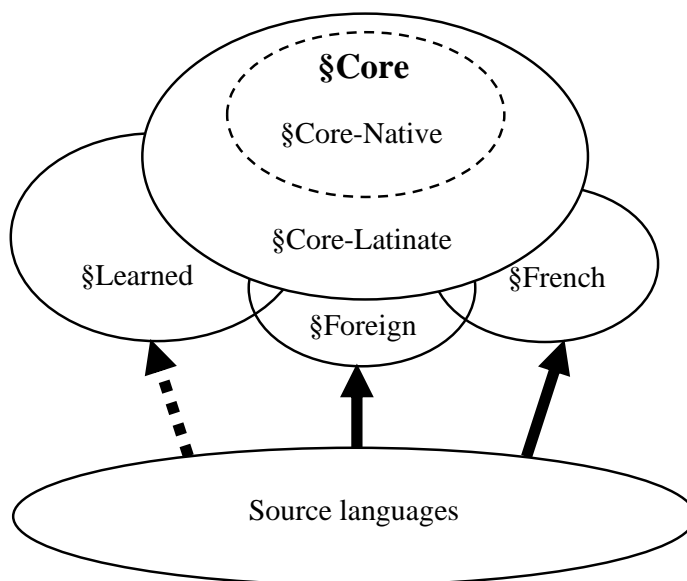 §Core
§Core-Native
§Core-Latinate
§Learned
§French
§Foreign
Source languages